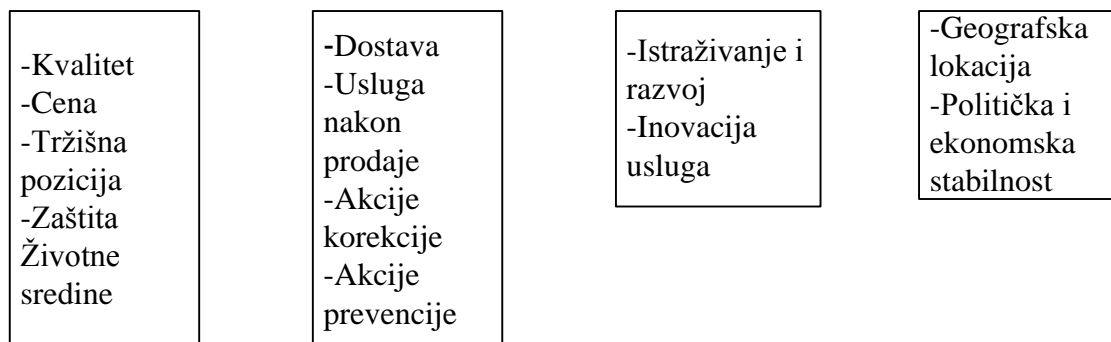 -Kvalitet
-Cena
-Tržišna
pozicija
-Zaštita
Životne
sredine
-Dostava
-Usluga
nakon
prodaje
-Akcije
korekcije
-Akcije
prevencije
-Istraživanje i
razvoj
-Inovacija
usluga
-Geografska
lokacija
-Politička i
ekonomska
stabilnost